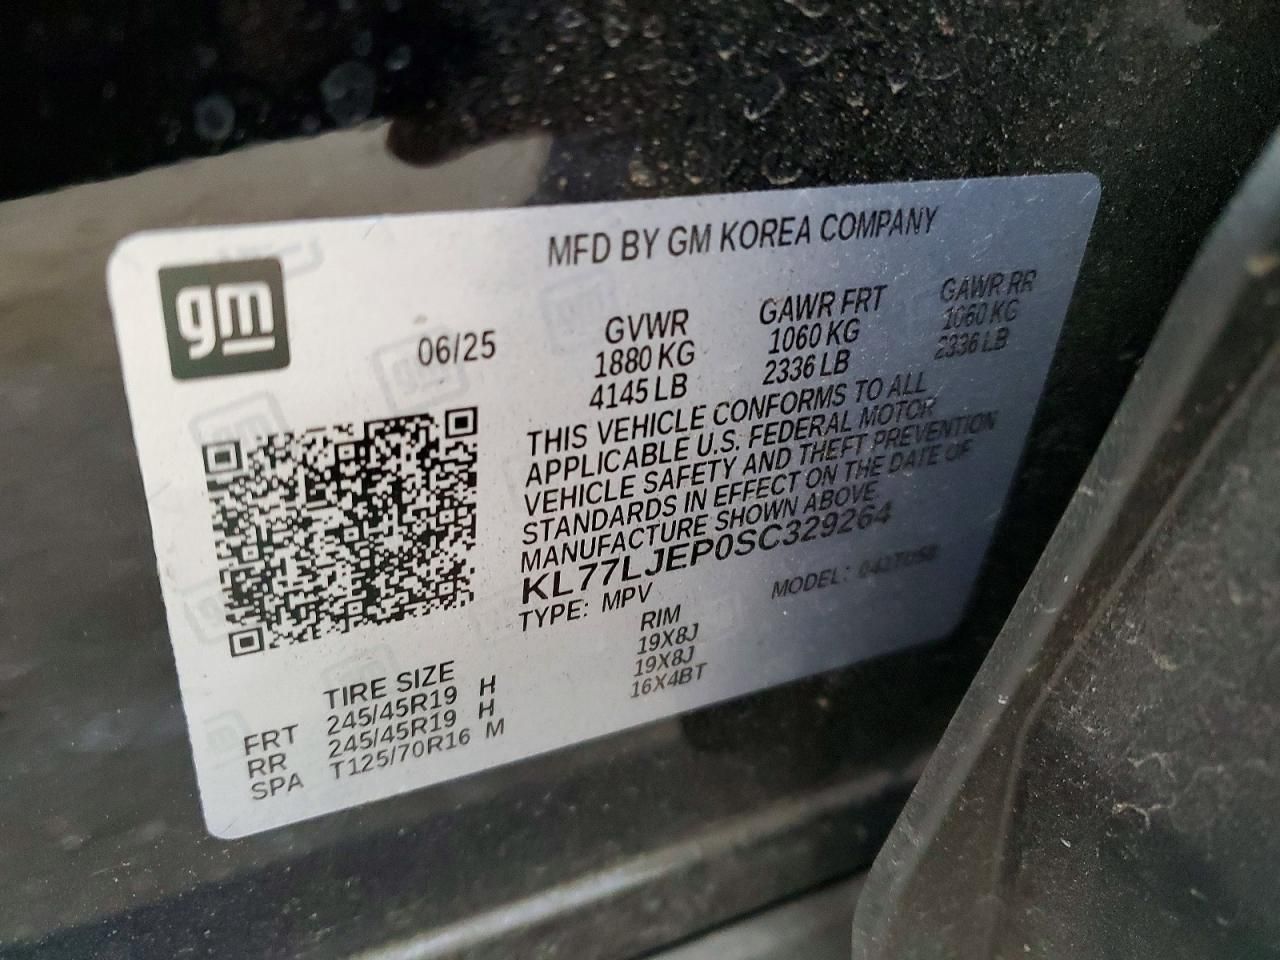 MFD BY GM KOREA COMPANY
gm
06/25
GVWR
1880 KG
4145 LB
GAWR FRT
1060 KG
2336 LB
GAWR RR
1060 KG
2336 LB
THIS VEHICLE CONFORMS TO ALL
APPLICABLE U.S. FEDERAL MOTOR
VEHICLE SAFETY AND THEFT PREVENTION
STANDARDS IN EFFECT ON THE DATE OF
MANUFACTURE SHOWN ABOVE.
KL77LJEP0SC329264
TYPE: MPV
MODEL:
TIRE SIZE RIM
FRT 245/45R19 H 19X8J
RR 245/45R19 H 19X8J
SPA T125/70R16 M 16X4BT